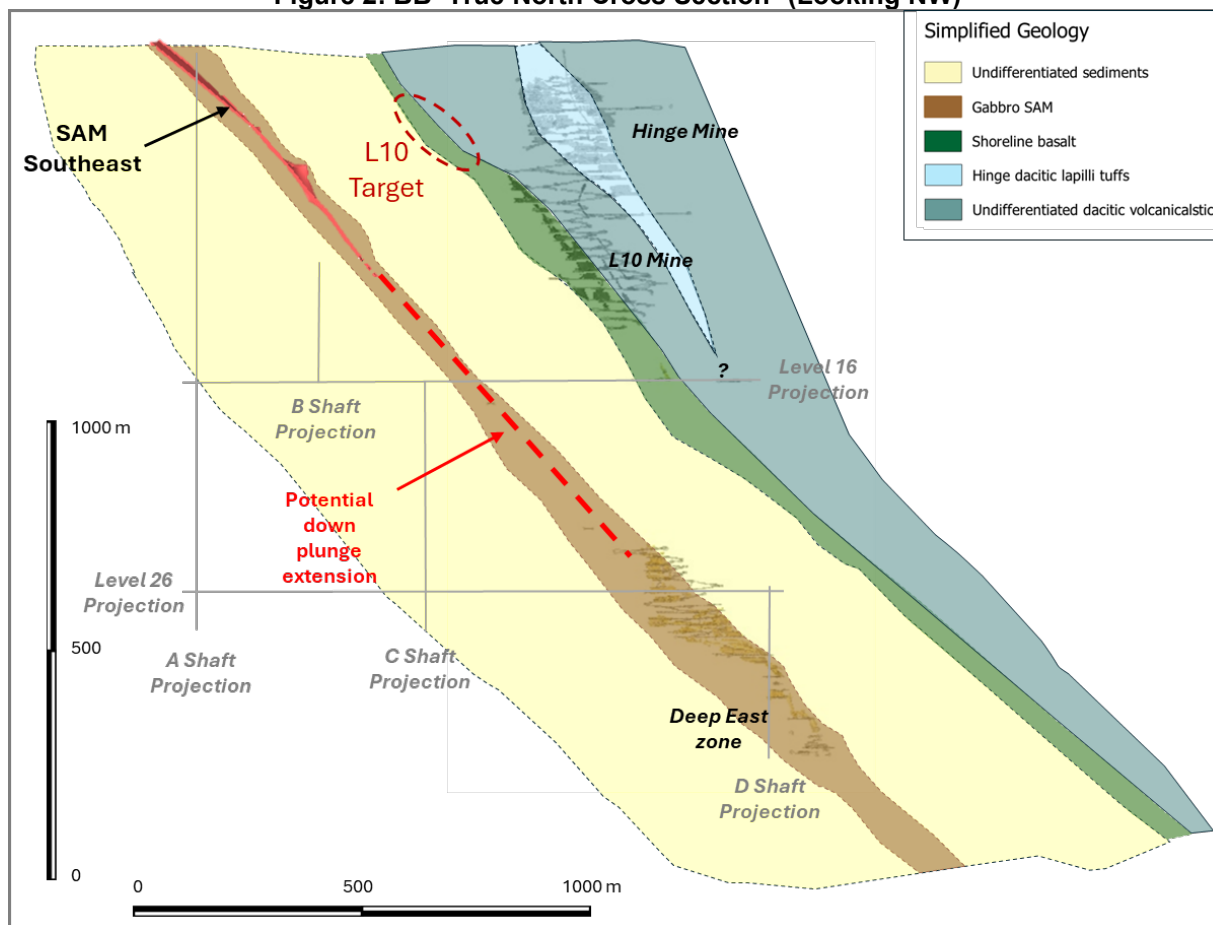 Figure 2: BB' True North Cross Section (Looking NW)
Simplified Geology
Undifferentiated sediments
Gabbro SAM
Shoreline basalt
Hinge dacitic lapilli tuffs
Undifferentiated dacitic volcanicalstic
SAM
Southeast
L10
Target
Hinge Mine
L10 Mine
?
Level 16
Projection
B Shaft
Projection
1000 m
Potential
down
plunge
extension
Level 26
Projection
500
A Shaft
Projection
C Shaft
Projection
Deep East
zone
D Shaft
Projection
0
0
500
1000 m